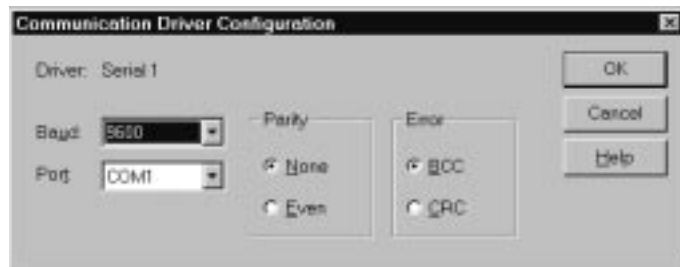 Communication Driver Configuration
Driver: Serial 1
OK
Baud: 9600
Parity
Error
Cancel
None
BCC
Help
Port: COM1
Even
CRC